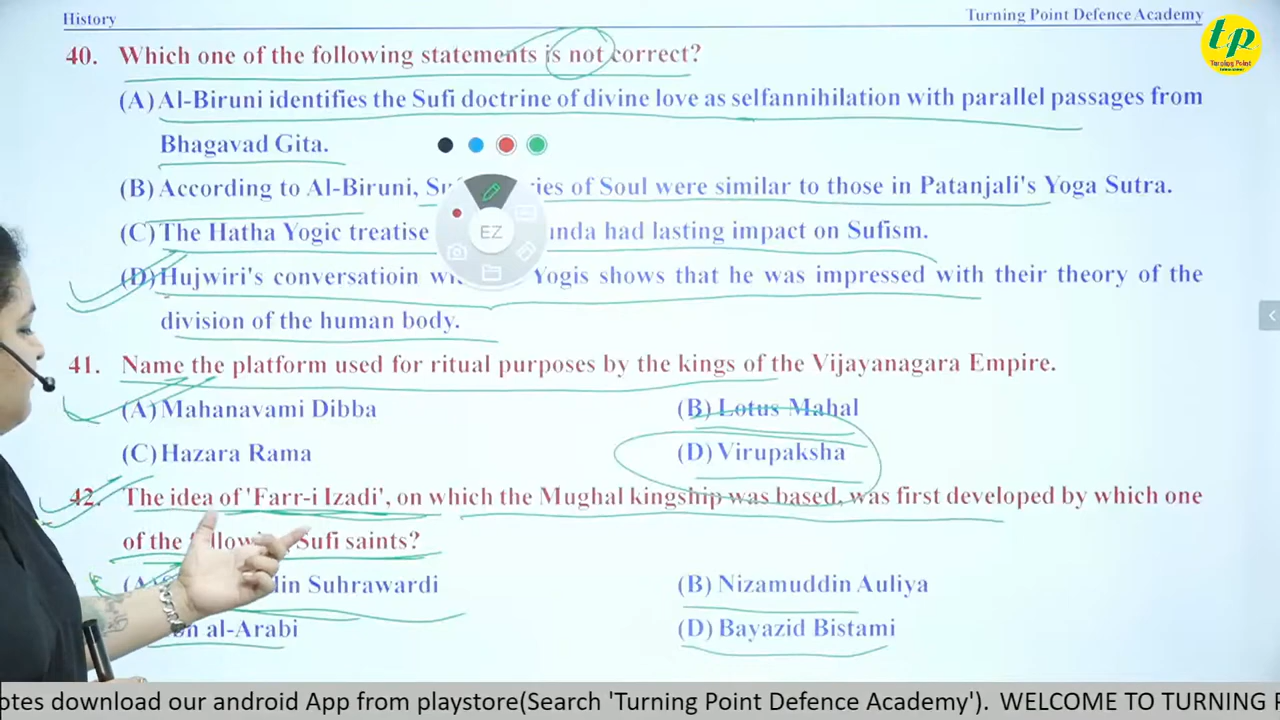 History
Turning Point Defence Academy
tp
Turning Point
40. Which one of the following statements is not correct?
(A) Al-Biruni identifies the Sufi doctrine of divine love as selfannihilation with parallel passages from
Bhagavad Gita.
(B) According to Al-Biruni, of Soul were similar to those in Patanjali's Yoga Sutra.
(C) The Hatha Yogic treatise had lasting impact on Sufism.
EZ
(D) Hujwiri's conversatioin Yogis shows that he was impressed with their theory of the
division of the human body.
41. Name the platform used for ritual purposes by the kings of the Vijayanagara Empire.
(A) Mahanavami Dibba (B) Lotus Mahal
(C) Hazara Rama (D) Virupaksha
42. The idea of 'Farr-i Izadi', on which the Mughal kingship was based, was first developed by which one
of the Sufi saints?
Suhrawardi (B) Nizamuddin Auliya
al-Arabi (D) Bayazid Bistami
otes download our android App from playstore(Search 'Turning Point Defence Academy'). WELCOME TO TURNING P